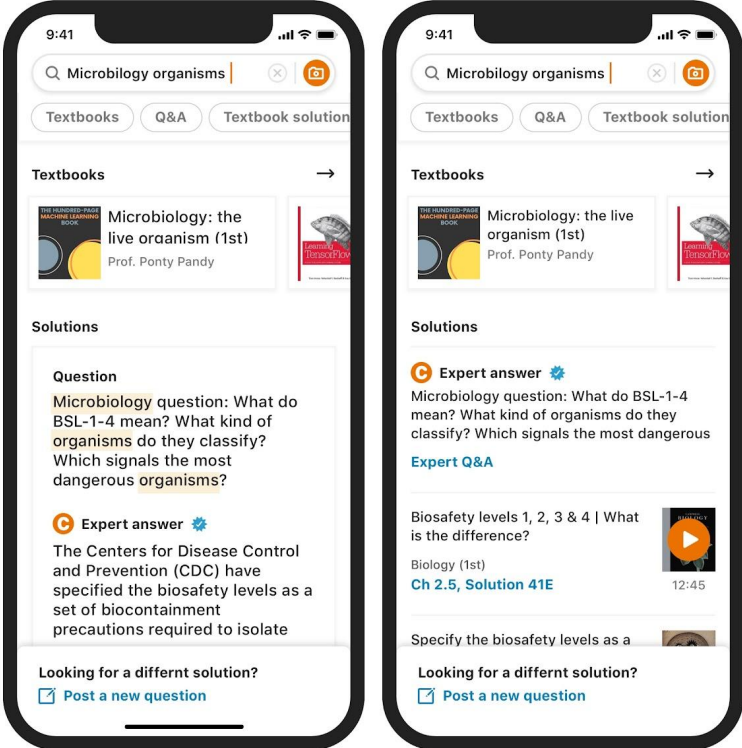 9:41
Microbilogy organisms
Textbooks
Q&A
Textbook solution
Textbooks
THE HUNDRED-PAGE
MACHINE LEARNING
BOOK
Microbiology: the
live organism (1st)
Prof. Ponty Pandy
Learning
TensorFlow
Solutions
Question
Microbiology question: What do
BSL-1-4 mean? What kind of
organisms do they classify?
Which signals the most
dangerous organisms?
C Expert answer
The Centers for Disease Control
and Prevention (CDC) have
specified the biosafety levels as a
set of biocontainment
precautions required to isolate
Looking for a differnt solution?
Post a new question
9:41
Microbilogy organisms
Textbooks
Q&A
Textbook solution
Textbooks
THE HUNDRED-PAGE
MACHINE LEARNING
BOOK
Microbiology: the live
organism (1st)
Prof. Ponty Pandy
Learning
TensorFlow
Solutions
C Expert answer
Microbiology question: What do BSL-1-4
mean? What kind of organisms do they
classify? Which signals the most dangerous
Expert Q&A
Biosafety levels 1, 2, 3 & 4 | What
is the difference?
Biology (1st)
Ch 2.5, Solution 41E
BIOLOGY
12:45
Specify the biosafety levels as a
Looking for a differnt solution?
Post a new question